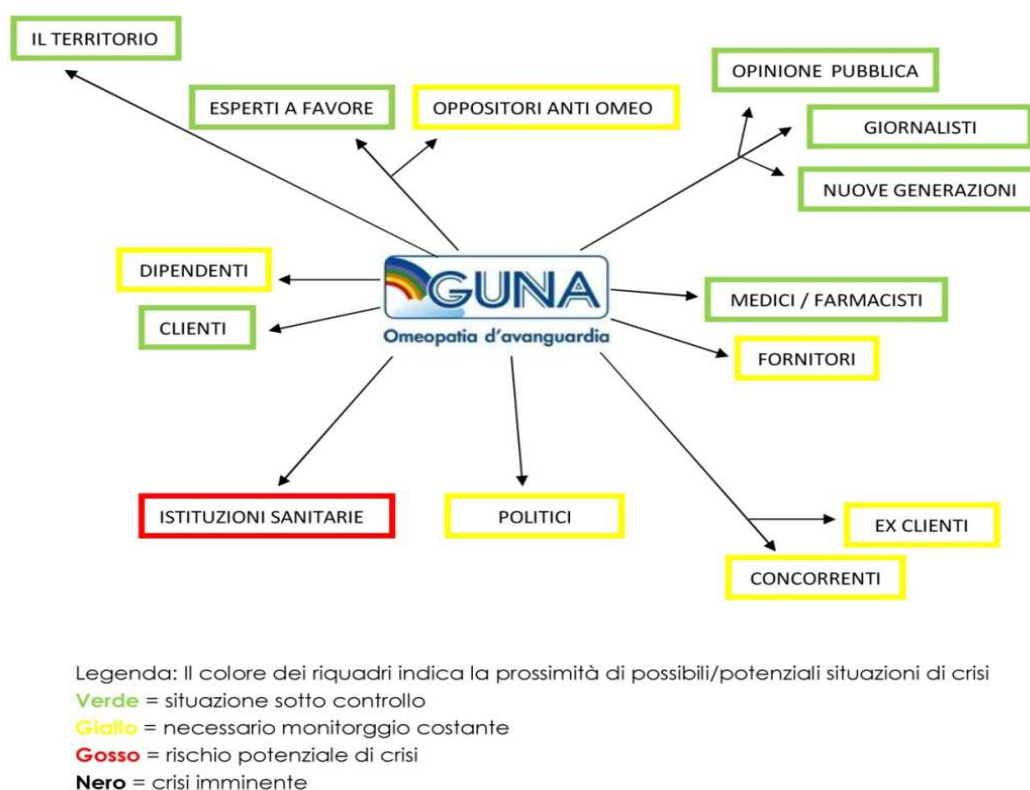 IL TERRITORIO
OPINIONE PUBBLICA
ESPERTI A FAVORE
OPPOSITORI ANTI OMEO
GIORNALISTI
NUOVE GENERAZIONI
DIPENDENTI
GUNA
Omeopatia d'avanguardia
MEDICI / FARMACISTI
CLIENTI
FORNITORI
ISTITUZIONI SANITARIE
POLITICI
EX CLIENTI
CONCORRENTI
Legenda: Il colore dei riquadri indica la prossimità di possibili/potenziali situazioni di crisi
Verde = situazione sotto controllo
Giallo = necessario monitorggio costante
Gosso = rischio potenziale di crisi
Nero = crisi imminente